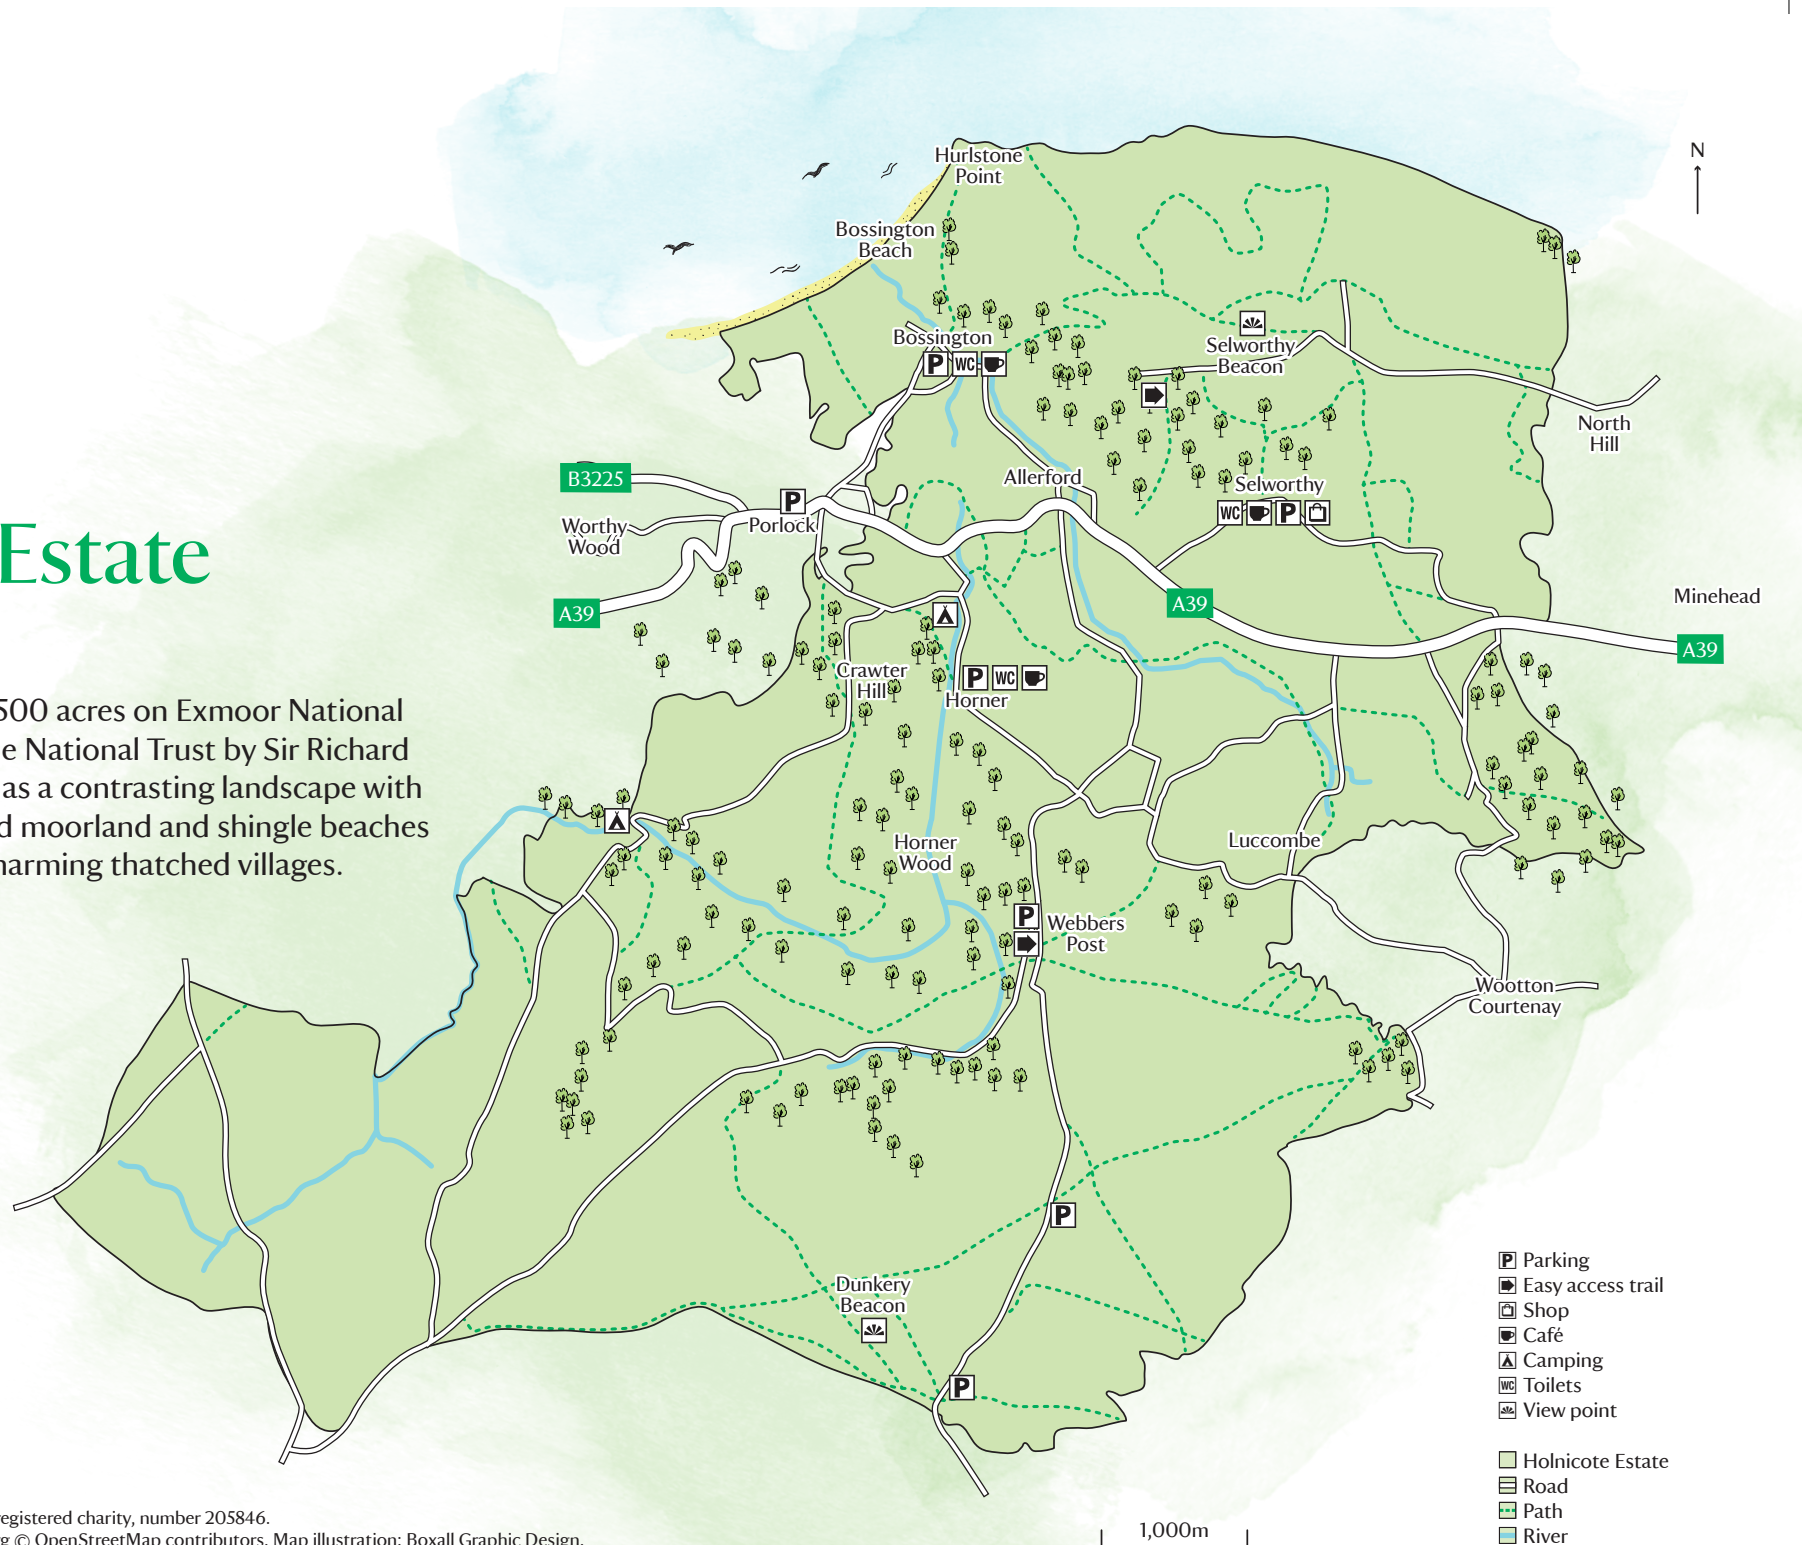 Estate
500 acres on Exmoor National
e National Trust by Sir Richard
as a contrasting landscape with
d moorland and shingle beaches
harming thatched villages.
N
Hurlstone
Point
Bossington
Beach
Bossington
P WC
Selworthy
Beacon
North
Hill
B3225
P
Porlock
Worthy
Wood
Allerford
Selworthy
WC P
A39
A39
Minehead
A39
Crawter
Hill
P WC
Horner
Horner
Wood
Luccombe
P
Webbers
Post
Wootton
Courtenay
P
Dunkery
Beacon
P
P Parking
Easy access trail
Shop
Café
Camping
WC Toilets
View point
Holnicote Estate
Road
Path
River
1,000m
registered charity, number 205846.
rg © OpenStreetMap contributors. Map illustration: Boxall Graphic Design.